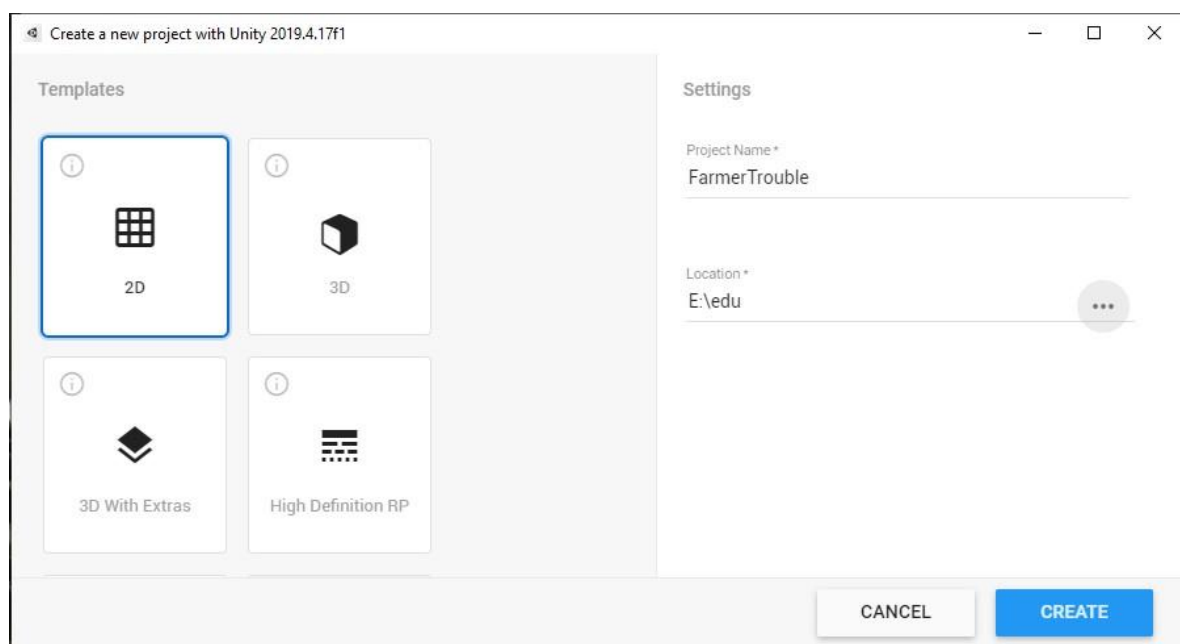 Create a new project with Unity 2019.4.17f1
Templates
2D
3D
3D With Extras
High Definition RP
Settings
Project Name *
FarmerTrouble
Location *
E:\edu
CANCEL
CREATE